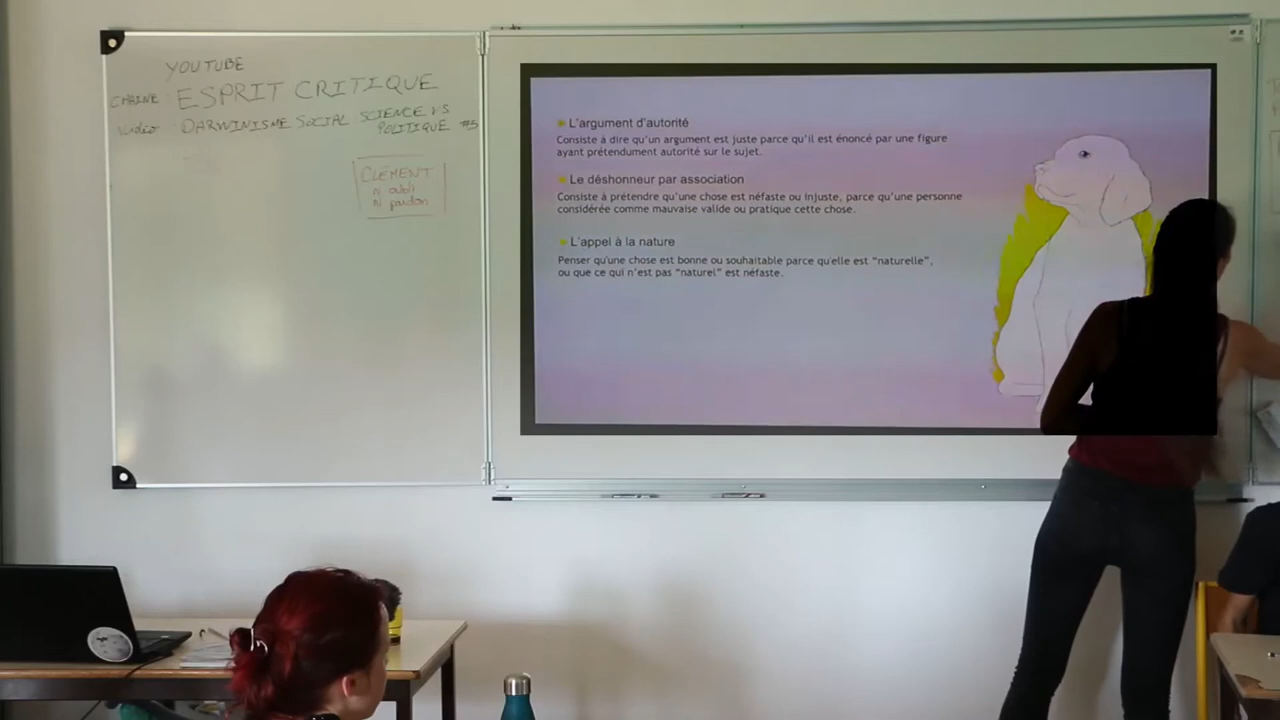 YOUTUBE
CHAINE : ESPRIT CRITIQUE
Vidéo : DARWINISME SOCIAL SCIENCE VS
POLITIQUE #5
CLEMENT
N oubli
N pardon
L'argument d'autorité
Consiste à dire qu'un argument est juste parce qu'il est énoncé par une figure
ayant prétendument autorité sur le sujet.
Le déshonneur par association
Consiste à prétendre qu'une chose est néfaste ou injuste, parce qu'une personne
considérée comme mauvaise valide ou pratique cette chose.
L'appel à la nature
Penser qu'une chose est bonne ou souhaitable parce qu'elle est "naturelle",
ou que ce qui n'est pas "naturel" est néfaste.